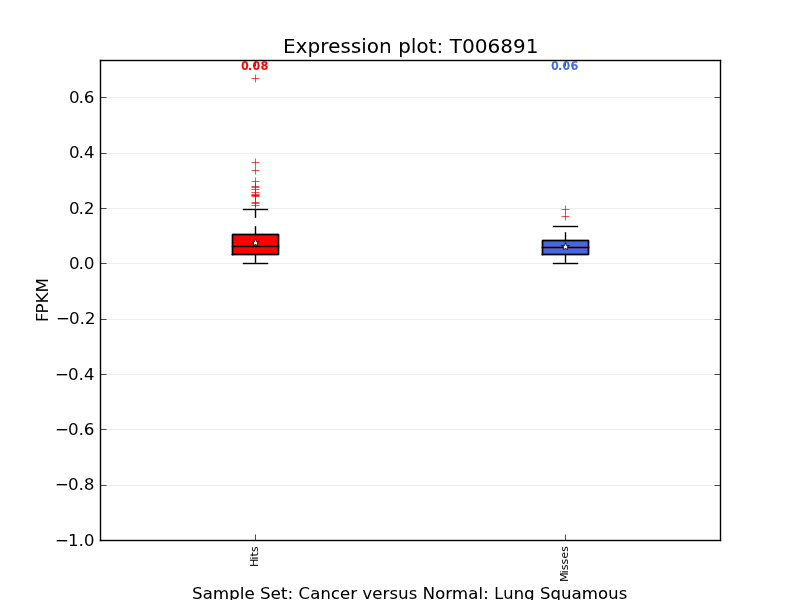 Expression plot: T006891
0.08
0.06
0.6
0.4
0.2
0.0
−0.2
−0.4
−0.6
−0.8
−1.0
FPKM
Hits
Misses
Sample Set: Cancer versus Normal: Lung Squamous